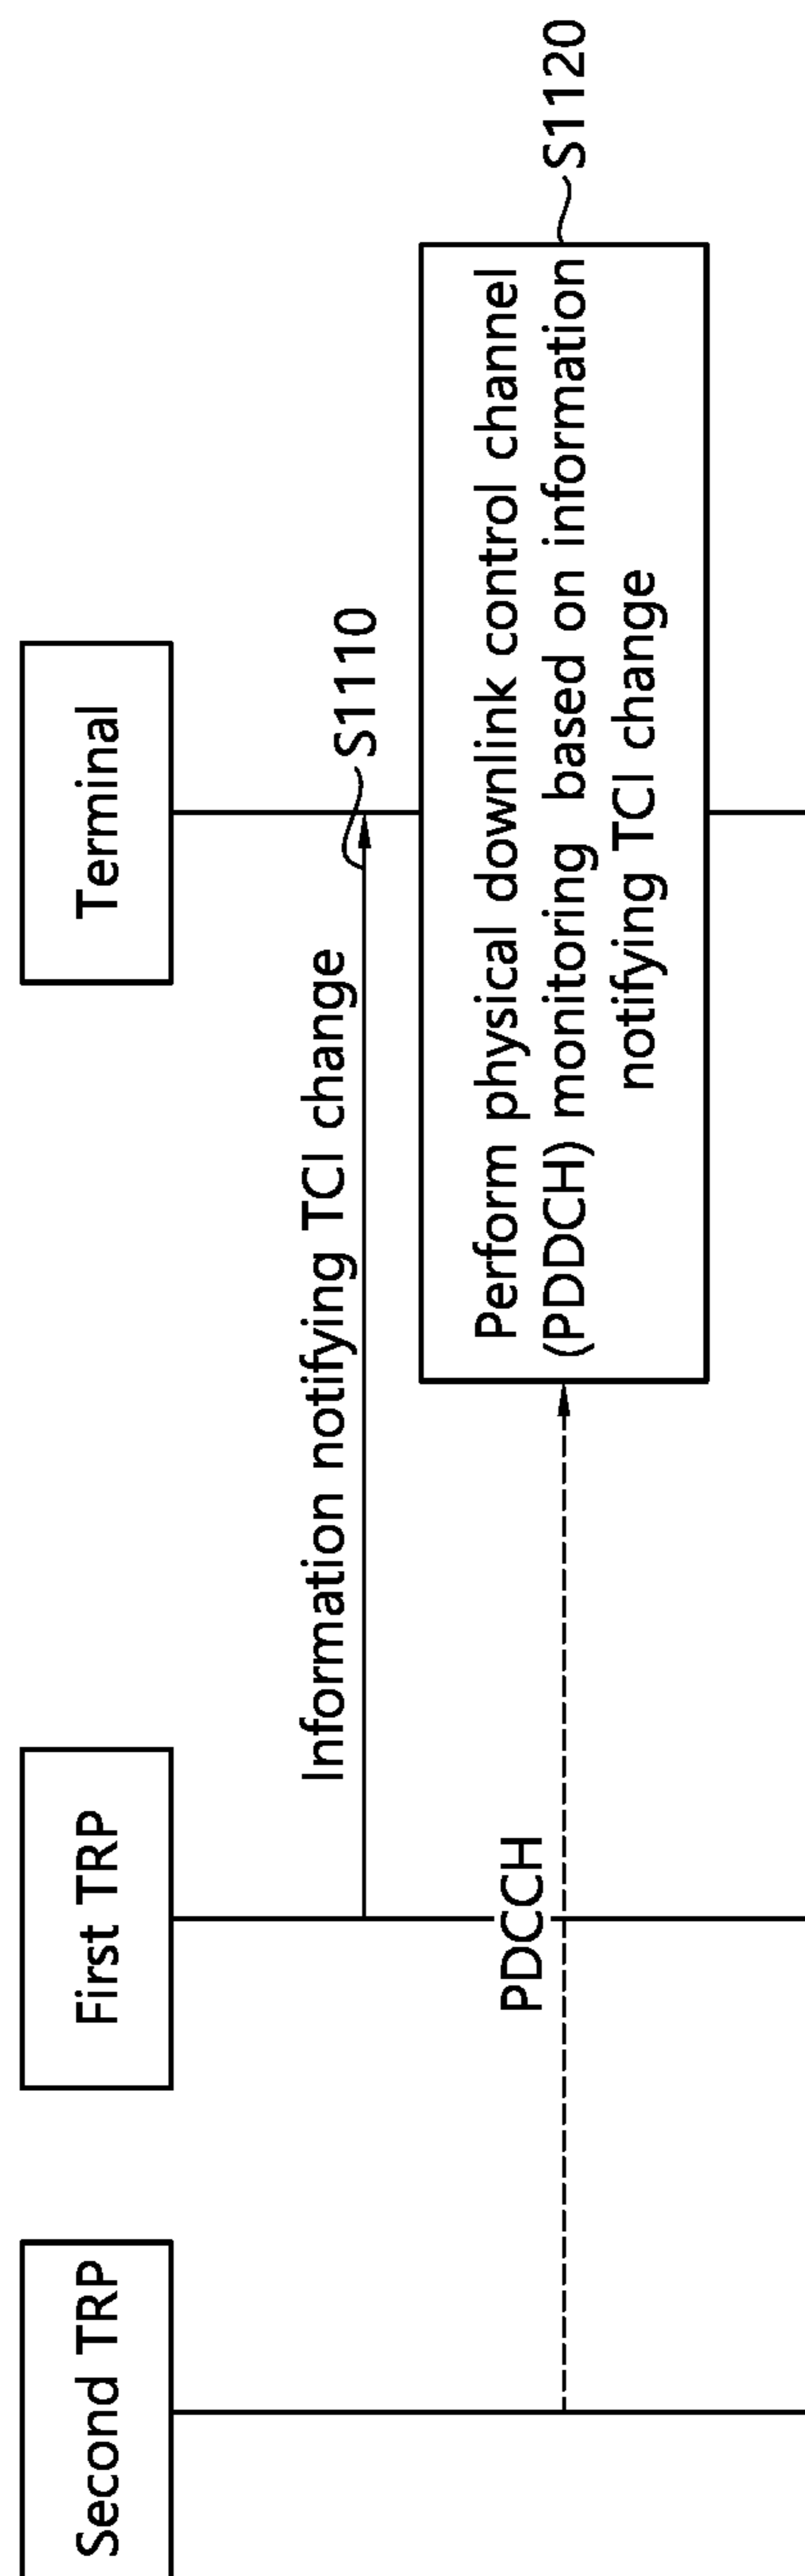 Second TRP
First TRP
Terminal
Information notifying TCI change
S1110
PDCCH
Perform physical downlink control channel
(PDDCH) monitoring based on information
notifying TCI change
S1120